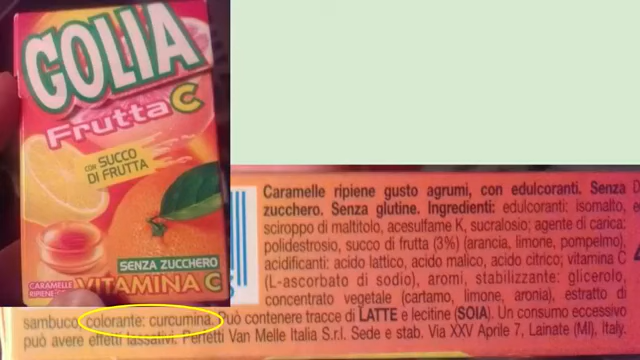 GOLIA
Frutta C
CON SUCCO
DI FRUTTA
SENZA ZUCCHERO
CARAMELLE
RIPIENE
VITAMINA C
Caramelle ripiene gusto agrumi, con edulcoranti. Senza
zucchero. Senza glutine. Ingredienti: edulcoranti: isomalto,
sciroppo di maltitolo, acesulfame K, sucralosio; agente di carica:
polidestrosio, succo di frutta (3%) (arancia, limone, pompelmo),
acidificanti: acido lattico, acido malico, acido citrico; vitamina C
(L-ascorbato di sodio), aromi, stabilizzante: glicerolo,
concentrato vegetale (cartamo, limone, aronia), estratto di
sambuco, colorante: curcumina. Può contenere tracce di LATTE e lecitine (SOIA). Un consumo eccessivo
può avere effetti lassativi. Perfetti Van Melle Italia S.r.l. Sede e stab. Via XXV Aprile 7, Lainate (MI), Italy.